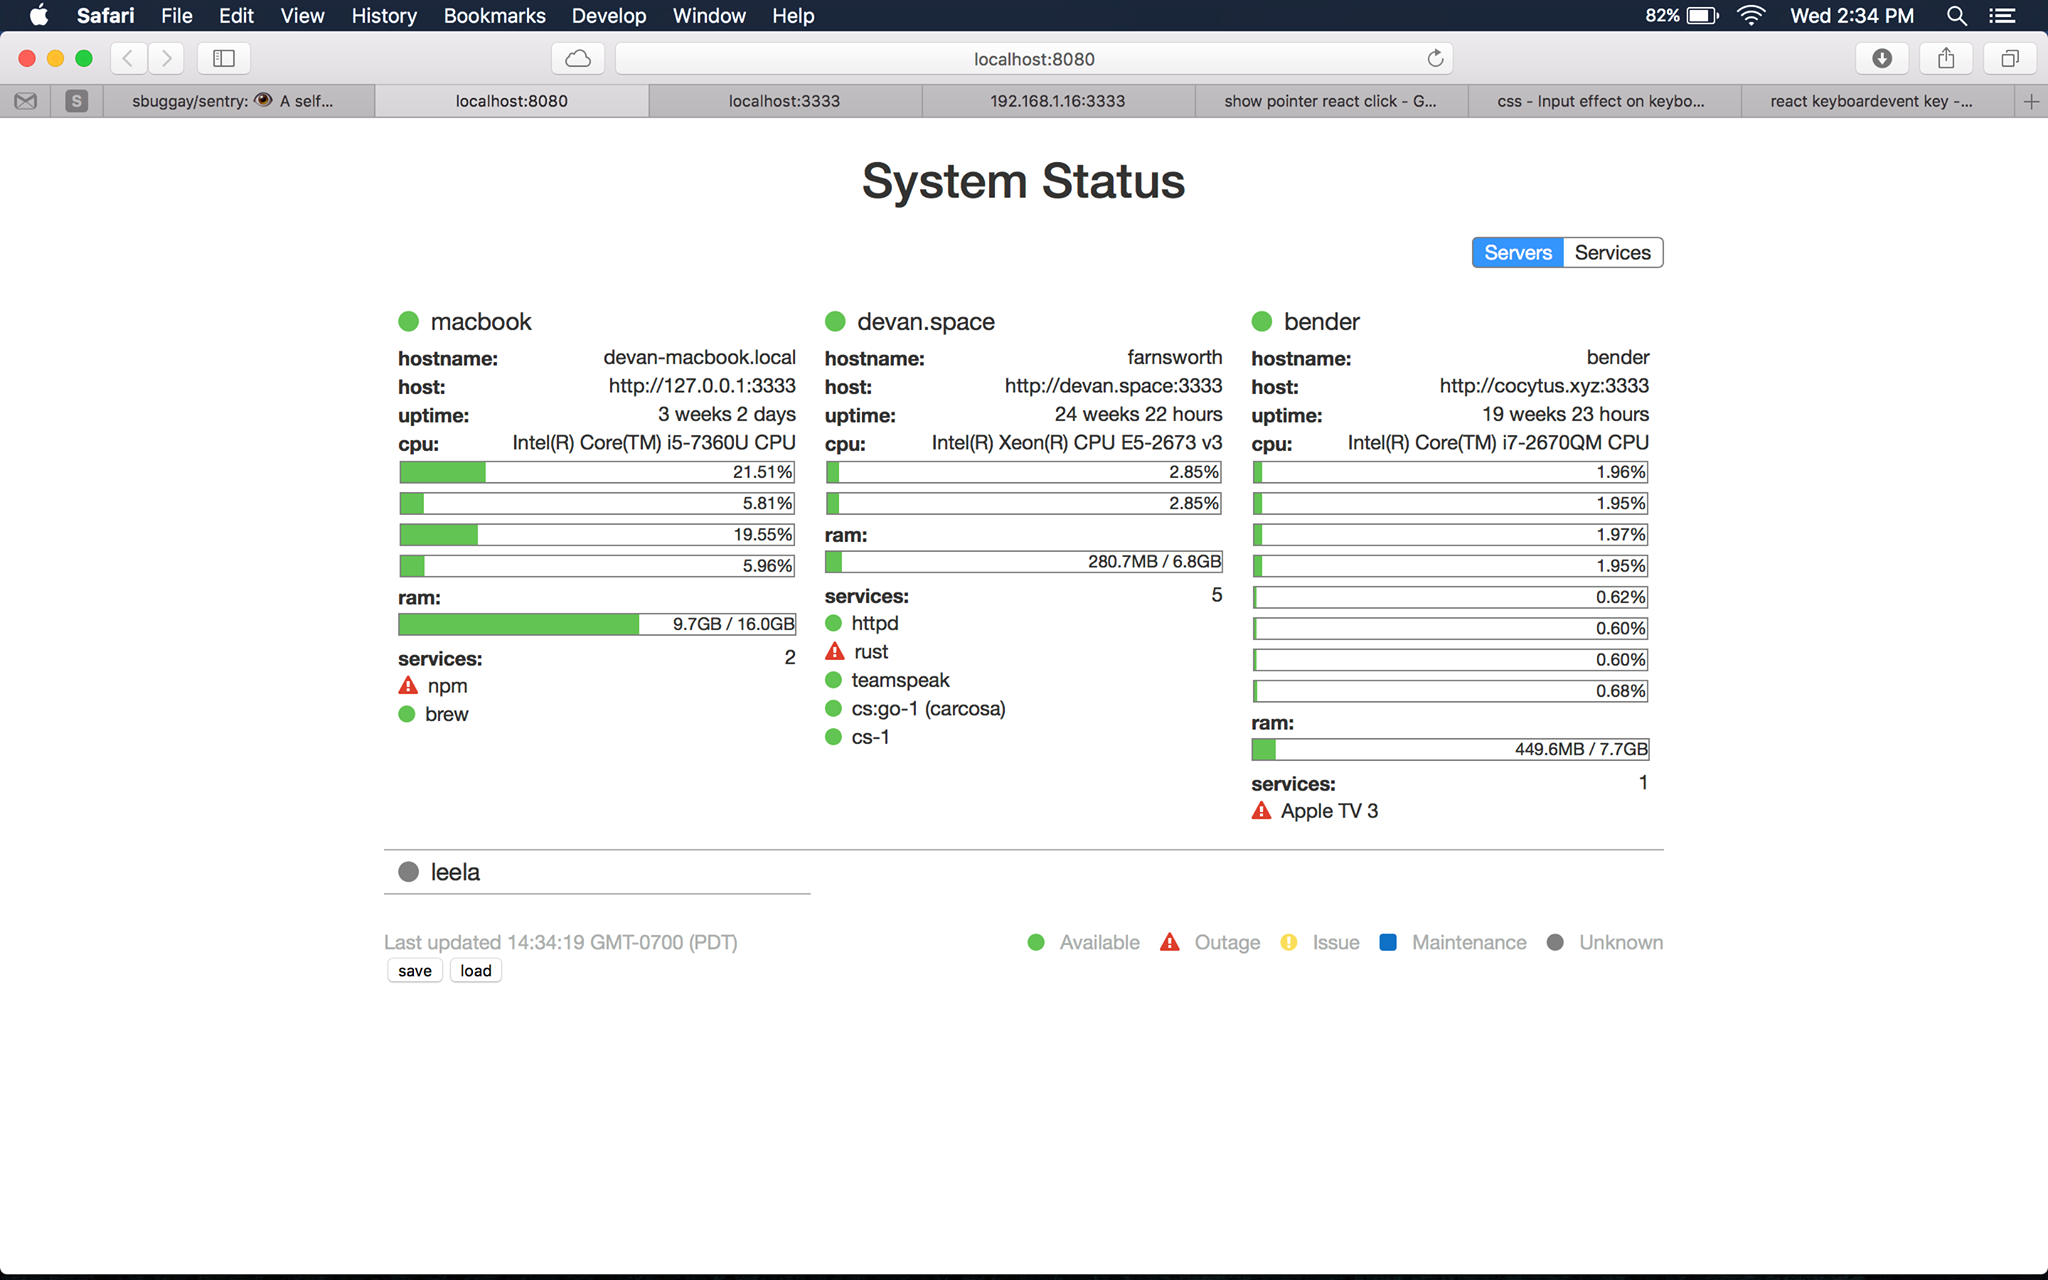 Safari File Edit View History Bookmarks Develop Window Help 82% Wed 2:34 PM
localhost:8080
S sbuggay/sentry: 👁 A self... localhost:8080 localhost:3333 192.168.1.16:3333 show pointer react click - G... css - Input effect on keybo... react keyboardevent key -...
System Status
Servers Services
macbook
hostname: devan-macbook.local
host: http://127.0.0.1:3333
uptime: 3 weeks 2 days
cpu: Intel(R) Core(TM) i5-7360U CPU
21.51%
5.81%
19.55%
5.96%
ram:
9.7GB / 16.0GB
services: 2
npm
brew
devan.space
hostname: farnsworth
host: http://devan.space:3333
uptime: 24 weeks 22 hours
cpu: Intel(R) Xeon(R) CPU E5-2673 v3
2.85%
2.85%
ram:
280.7MB / 6.8GB
services: 5
httpd
rust
teamspeak
cs:go-1 (carcosa)
cs-1
bender
hostname: bender
host: http://cocytus.xyz:3333
uptime: 19 weeks 23 hours
cpu: Intel(R) Core(TM) i7-2670QM CPU
1.96%
1.95%
1.97%
1.95%
0.62%
0.60%
0.60%
0.68%
ram:
449.6MB / 7.7GB
services: 1
Apple TV 3
leela
Last updated 14:34:19 GMT-0700 (PDT)
save load
Available Outage Issue Maintenance Unknown